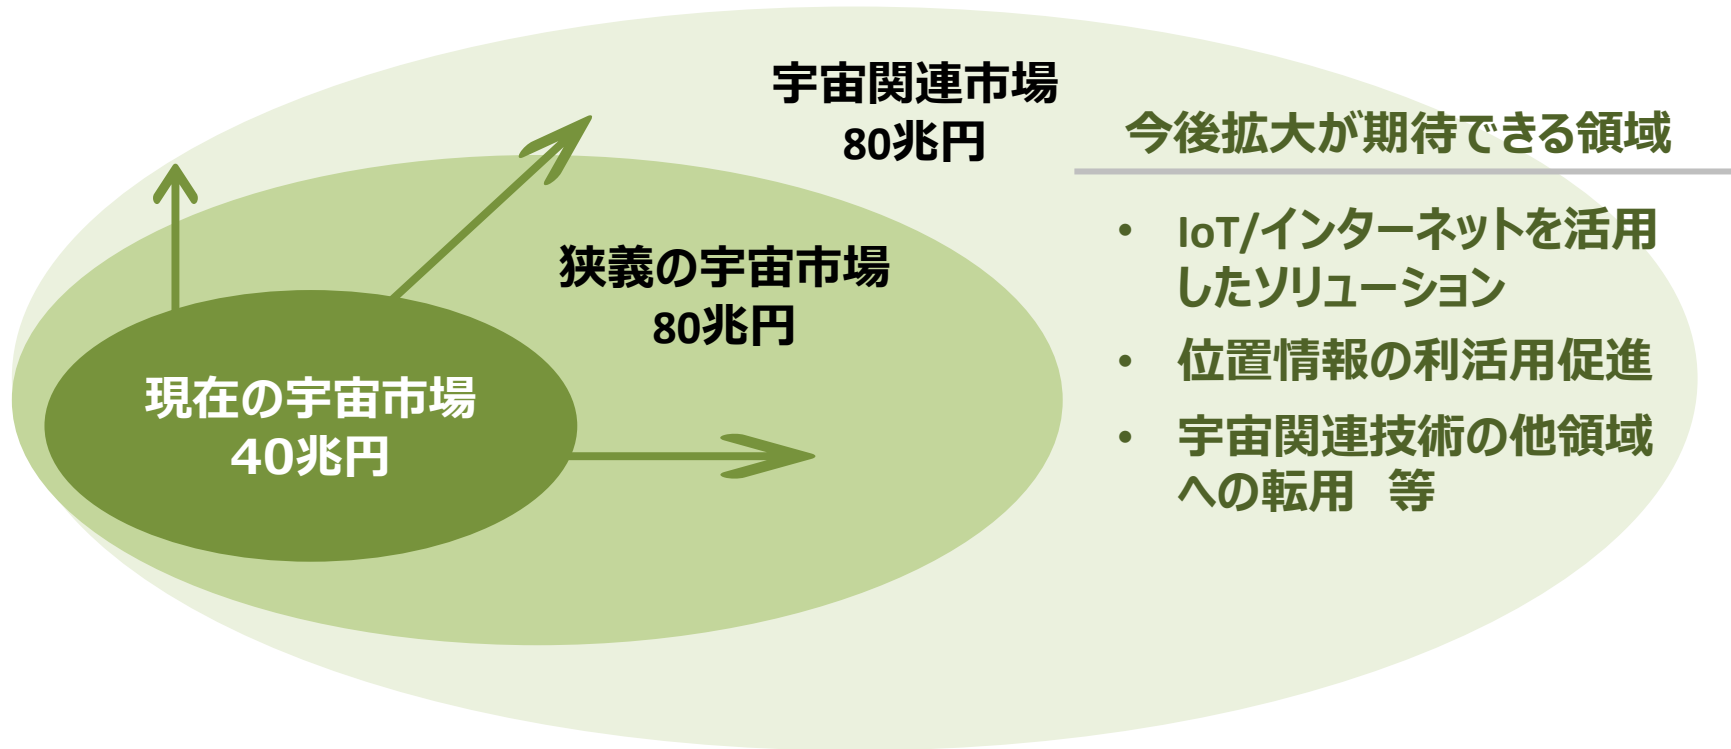 宇宙関連市場
80兆円
今後拡大が期待できる領域
狭義の宇宙市場
80兆円
現在の宇宙市場
40兆円
• IoT/インターネットを活用
したソリューション
• 位置情報の利活用促進
• 宇宙関連技術の他領域
への転用　等